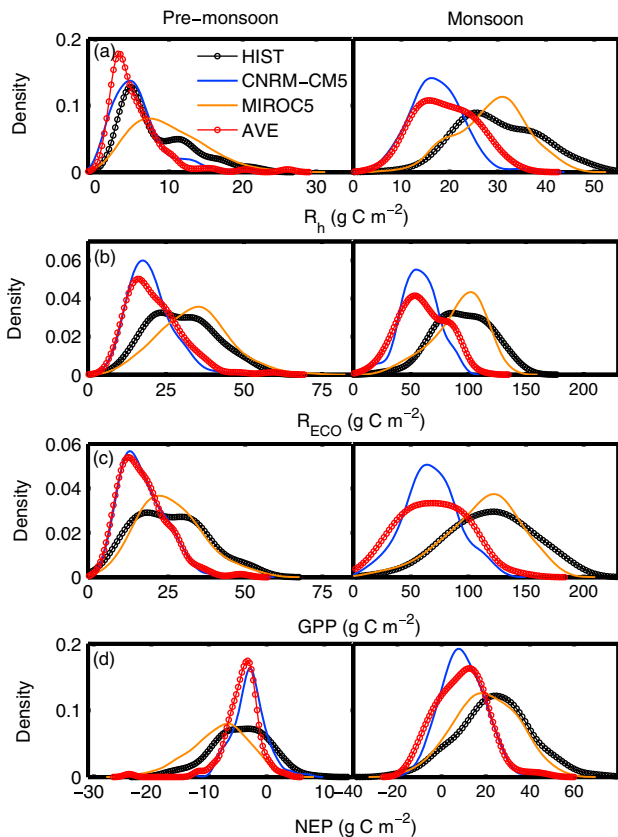 Pre-monsoon Monsoon
0.2
(a)
HIST
CNRM-CM5
MIROC5
AVE
Density
0.1
0
0 10 20 30 0 10 20 30 40 50
R_h (g C m⁻²)
0.06
(b)
Density
0.04
0.02
0
0 25 50 75 0 50 100 150 200
R_ECO (g C m⁻²)
0.06
(c)
Density
0.04
0.02
0
0 25 50 75 0 50 100 150 200
GPP (g C m⁻²)
0.2
(d)
Density
0.1
0
−30 −20 −10 0 10 −40 −20 0 20 40 60
NEP (g C m⁻²)